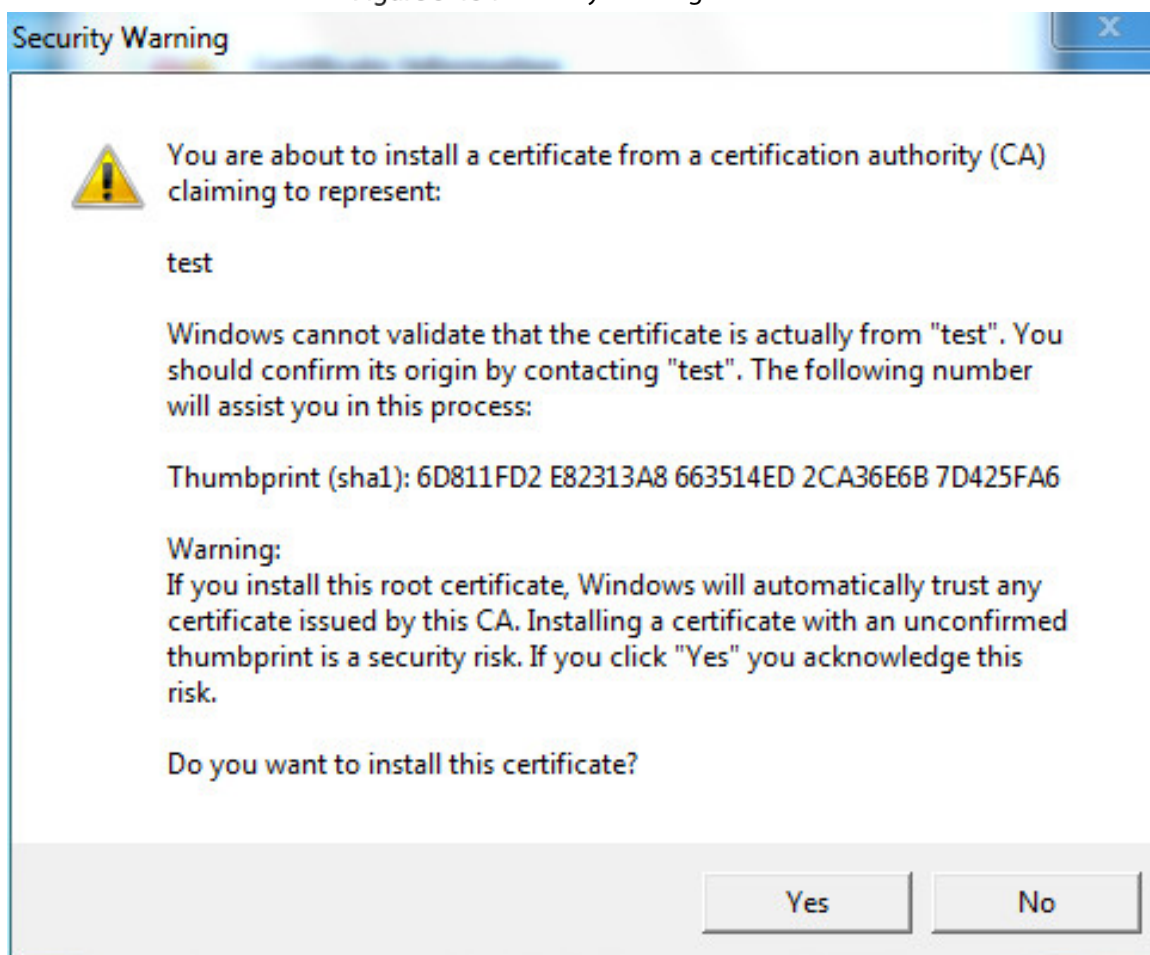 Security Warning
You are about to install a certificate from a certification authority (CA)
claiming to represent:
test
Windows cannot validate that the certificate is actually from "test". You
should confirm its origin by contacting "test". The following number
will assist you in this process:
Thumbprint (sha1): 6D811FD2 E82313A8 663514ED 2CA36E6B 7D425FA6
Warning:
If you install this root certificate, Windows will automatically trust any
certificate issued by this CA. Installing a certificate with an unconfirmed
thumbprint is a security risk. If you click "Yes" you acknowledge this
risk.
Do you want to install this certificate?
Yes
No